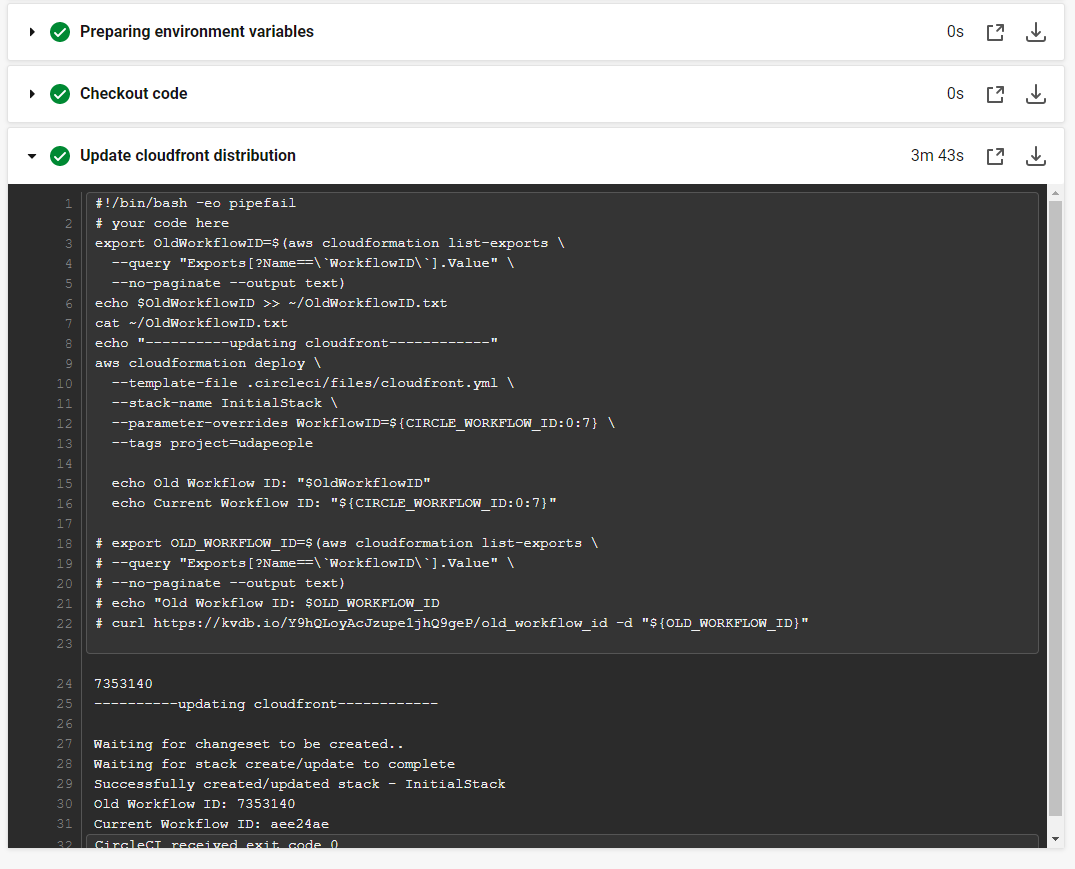 Preparing environment variables 0s
Checkout code 0s
Update cloudfront distribution 3m 43s
1 #!/bin/bash -eo pipefail
2 # your code here
3 export OldWorkflowID=$(aws cloudformation list-exports \
4 --query "Exports[?Name==\`WorkflowID\`].Value" \
5 --no-paginate --output text)
6 echo $OldWorkflowID >> ~/OldWorkflowID.txt
7 cat ~/OldWorkflowID.txt
8 echo "----------updating cloudfront------------"
9 aws cloudformation deploy \
10 --template-file .circleci/files/cloudfront.yml \
11 --stack-name InitialStack \
12 --parameter-overrides WorkflowID=${CIRCLE_WORKFLOW_ID:0:7} \
13 --tags project=udapeople
14
15 echo Old Workflow ID: "$OldWorkflowID"
16 echo Current Workflow ID: "${CIRCLE_WORKFLOW_ID:0:7}"
17
18 # export OLD_WORKFLOW_ID=$(aws cloudformation list-exports \
19 # --query "Exports[?Name==\`WorkflowID\`].Value" \
20 # --no-paginate --output text)
21 # echo "Old Workflow ID: $OLD_WORKFLOW_ID
22 # curl https://kvdb.io/Y9hQLoyAcJzupe1jhQ9geP/old_workflow_id -d "${OLD_WORKFLOW_ID}"
23
24 7353140
25 ----------updating cloudfront------------
26
27 Waiting for changeset to be created..
28 Waiting for stack create/update to complete
29 Successfully created/updated stack - InitialStack
30 Old Workflow ID: 7353140
31 Current Workflow ID: aee24ae
32 CircleCI received exit code 0